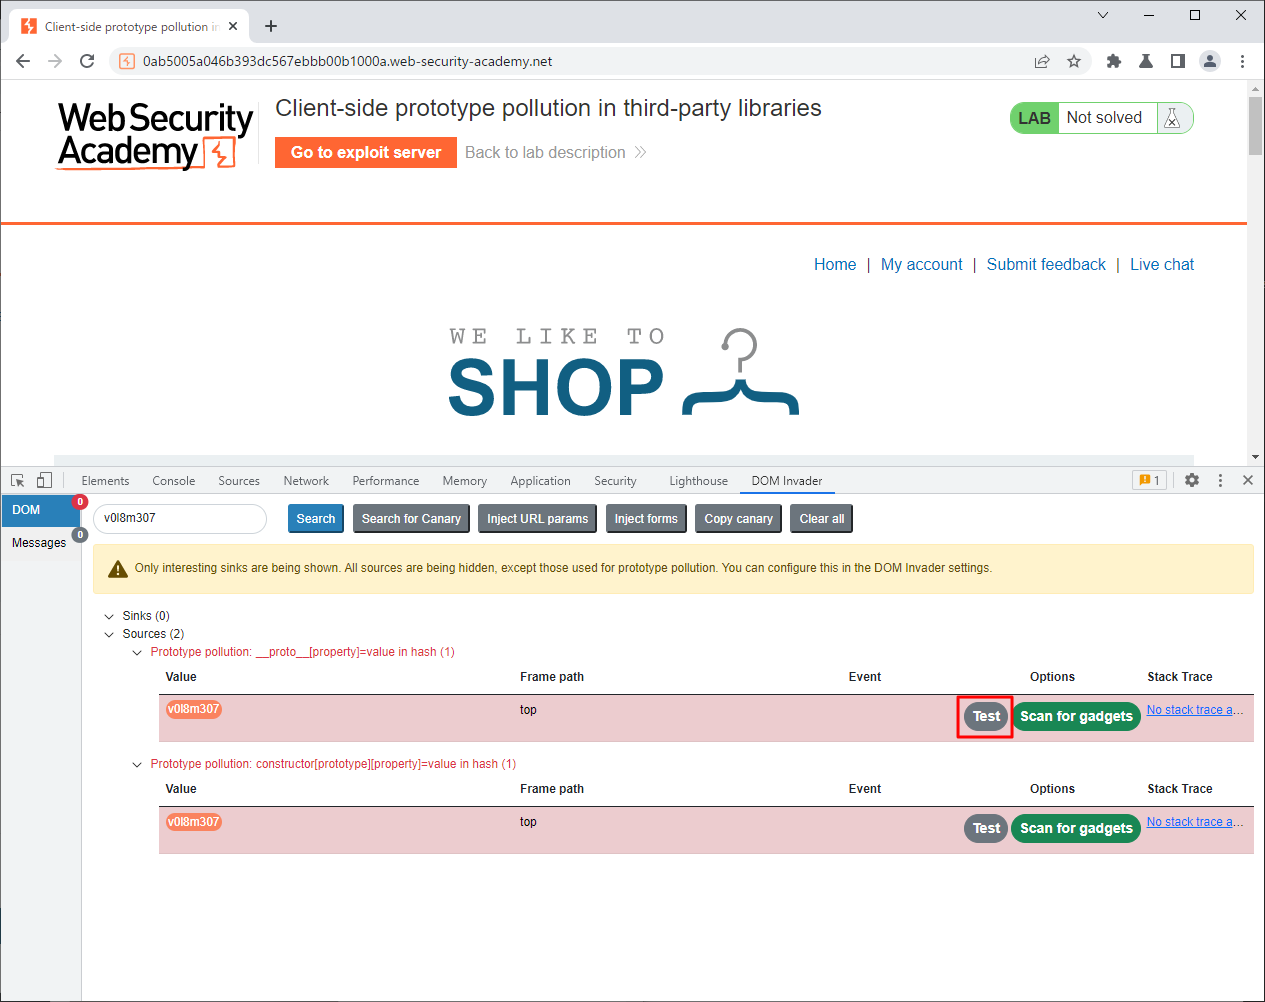 Client-side prototype pollution in
0ab5005a046b393dc567ebbb00b1000a.web-security-academy.net
Web Security
Academy
Client-side prototype pollution in third-party libraries
Go to exploit server
Back to lab description
LAB Not solved
Home | My account | Submit feedback | Live chat
WE LIKE TO
SHOP
Elements Console Sources Network Performance Memory Application Security Lighthouse DOM Invader 1
DOM 0
Messages 0
v0l8m307 Search Search for Canary Inject URL params Inject forms Copy canary Clear all
Only interesting sinks are being shown. All sources are being hidden, except those used for prototype pollution. You can configure this in the DOM Invader settings.
Sinks (0)
Sources (2)
Prototype pollution: __proto__[property]=value in hash (1)
Value Frame path Event Options Stack Trace
v0l8m307 top Test Scan for gadgets No stack trace a...
Prototype pollution: constructor[prototype][property]=value in hash (1)
Value Frame path Event Options Stack Trace
v0l8m307 top Test Scan for gadgets No stack trace a...